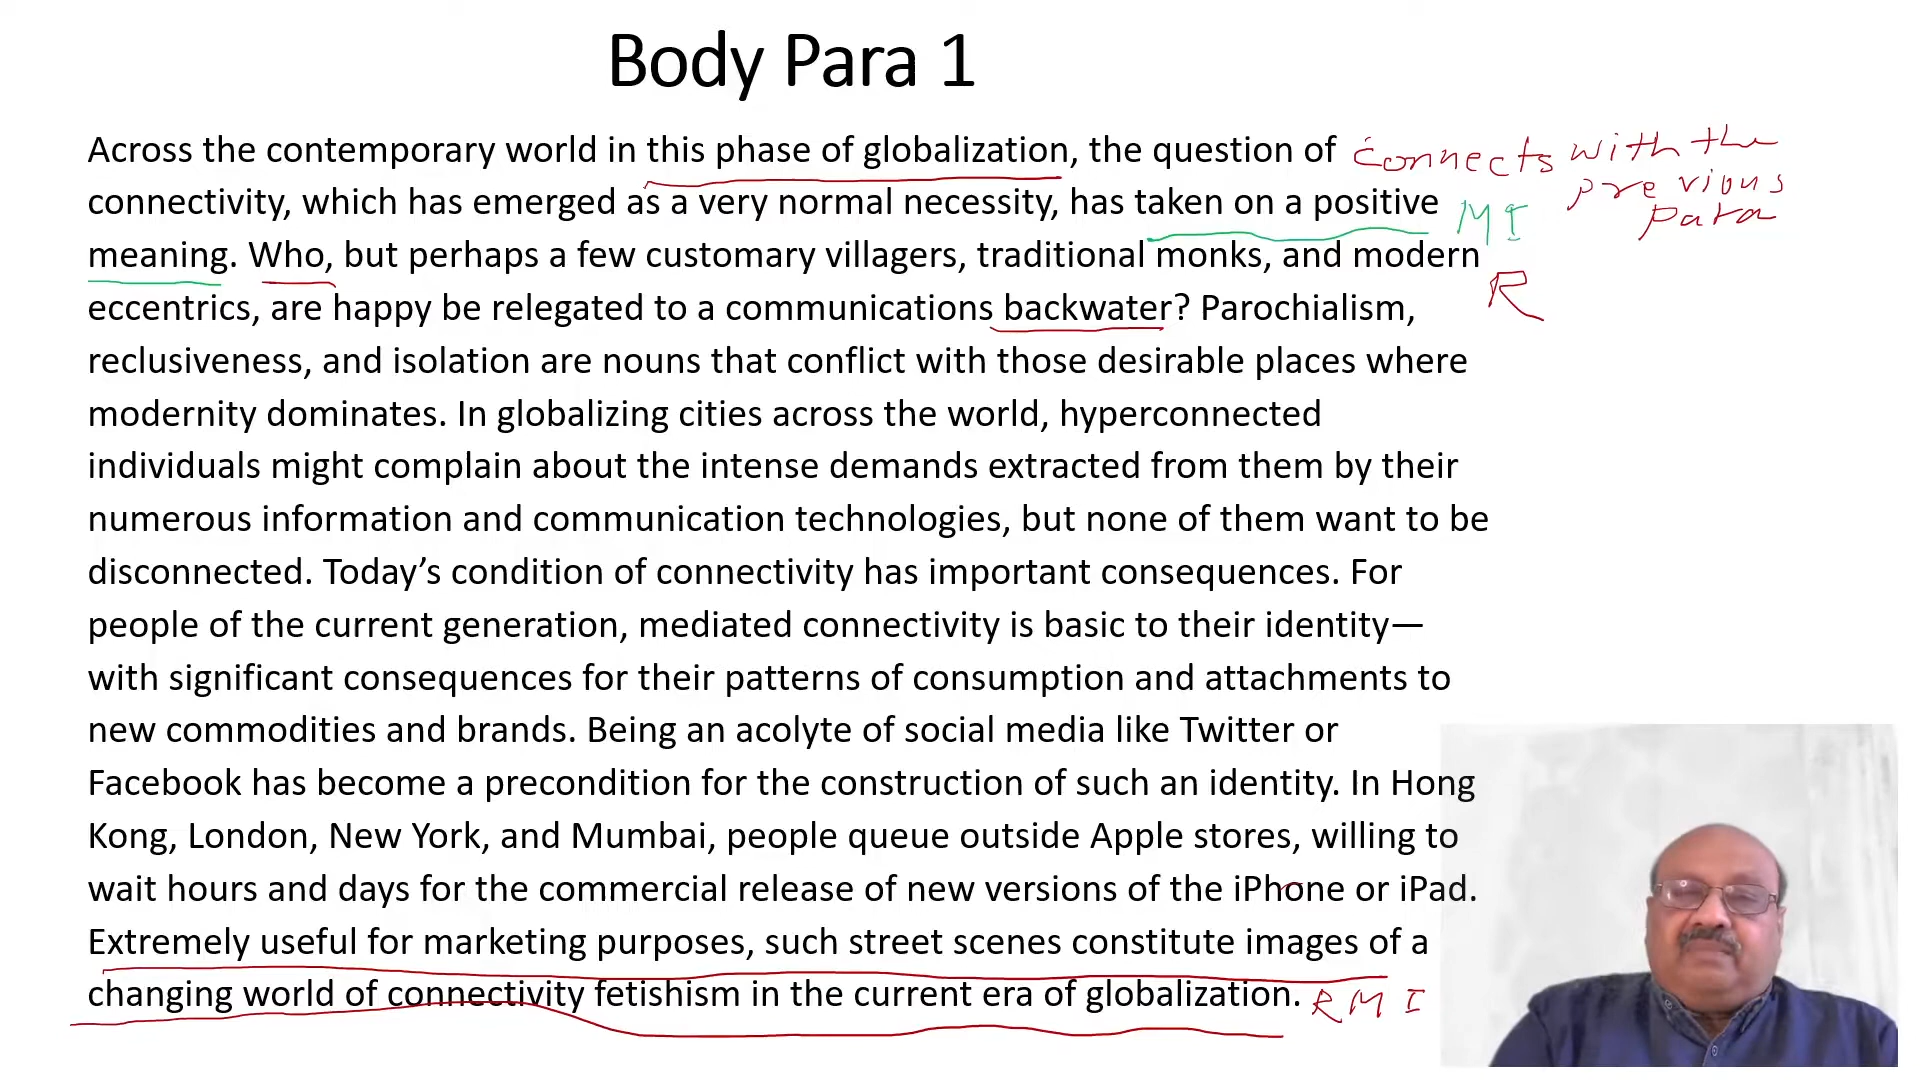 Body Para 1
Across the contemporary world in this phase of globalization, the question of connects with the
connectivity, which has emerged as a very normal necessity, has taken on a positive MI previous
para
meaning. Who, but perhaps a few customary villagers, traditional monks, and modern
R
eccentrics, are happy be relegated to a communications backwater? Parochialism,
reclusiveness, and isolation are nouns that conflict with those desirable places where
modernity dominates. In globalizing cities across the world, hyperconnected
individuals might complain about the intense demands extracted from them by their
numerous information and communication technologies, but none of them want to be
disconnected. Today’s condition of connectivity has important consequences. For
people of the current generation, mediated connectivity is basic to their identity—
with significant consequences for their patterns of consumption and attachments to
new commodities and brands. Being an acolyte of social media like Twitter or
Facebook has become a precondition for the construction of such an identity. In Hong
Kong, London, New York, and Mumbai, people queue outside Apple stores, willing to
wait hours and days for the commercial release of new versions of the iPhone or iPad.
Extremely useful for marketing purposes, such street scenes constitute images of a
changing world of connectivity fetishism in the current era of globalization. RMI